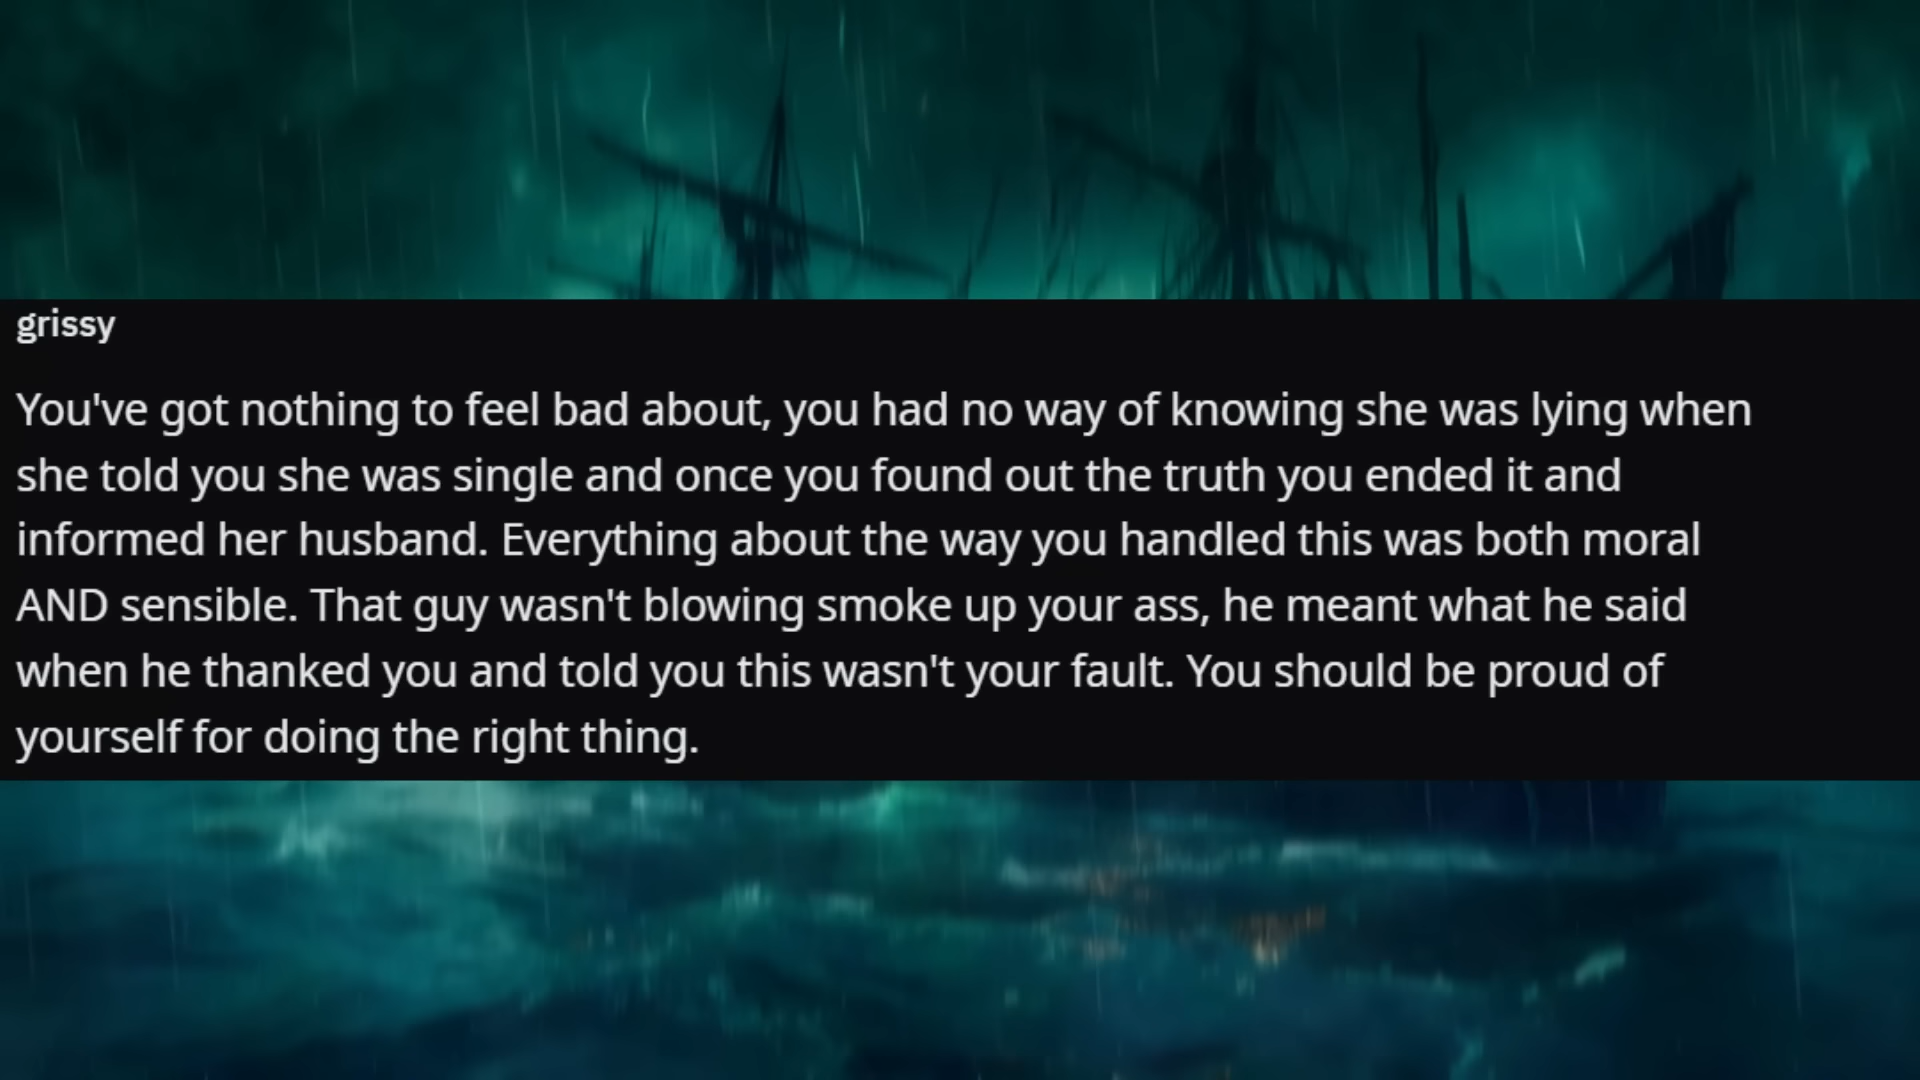 grissy
You've got nothing to feel bad about, you had no way of knowing she was lying when
she told you she was single and once you found out the truth you ended it and
informed her husband. Everything about the way you handled this was both moral
AND sensible. That guy wasn't blowing smoke up your ass, he meant what he said
when he thanked you and told you this wasn't your fault. You should be proud of
yourself for doing the right thing.